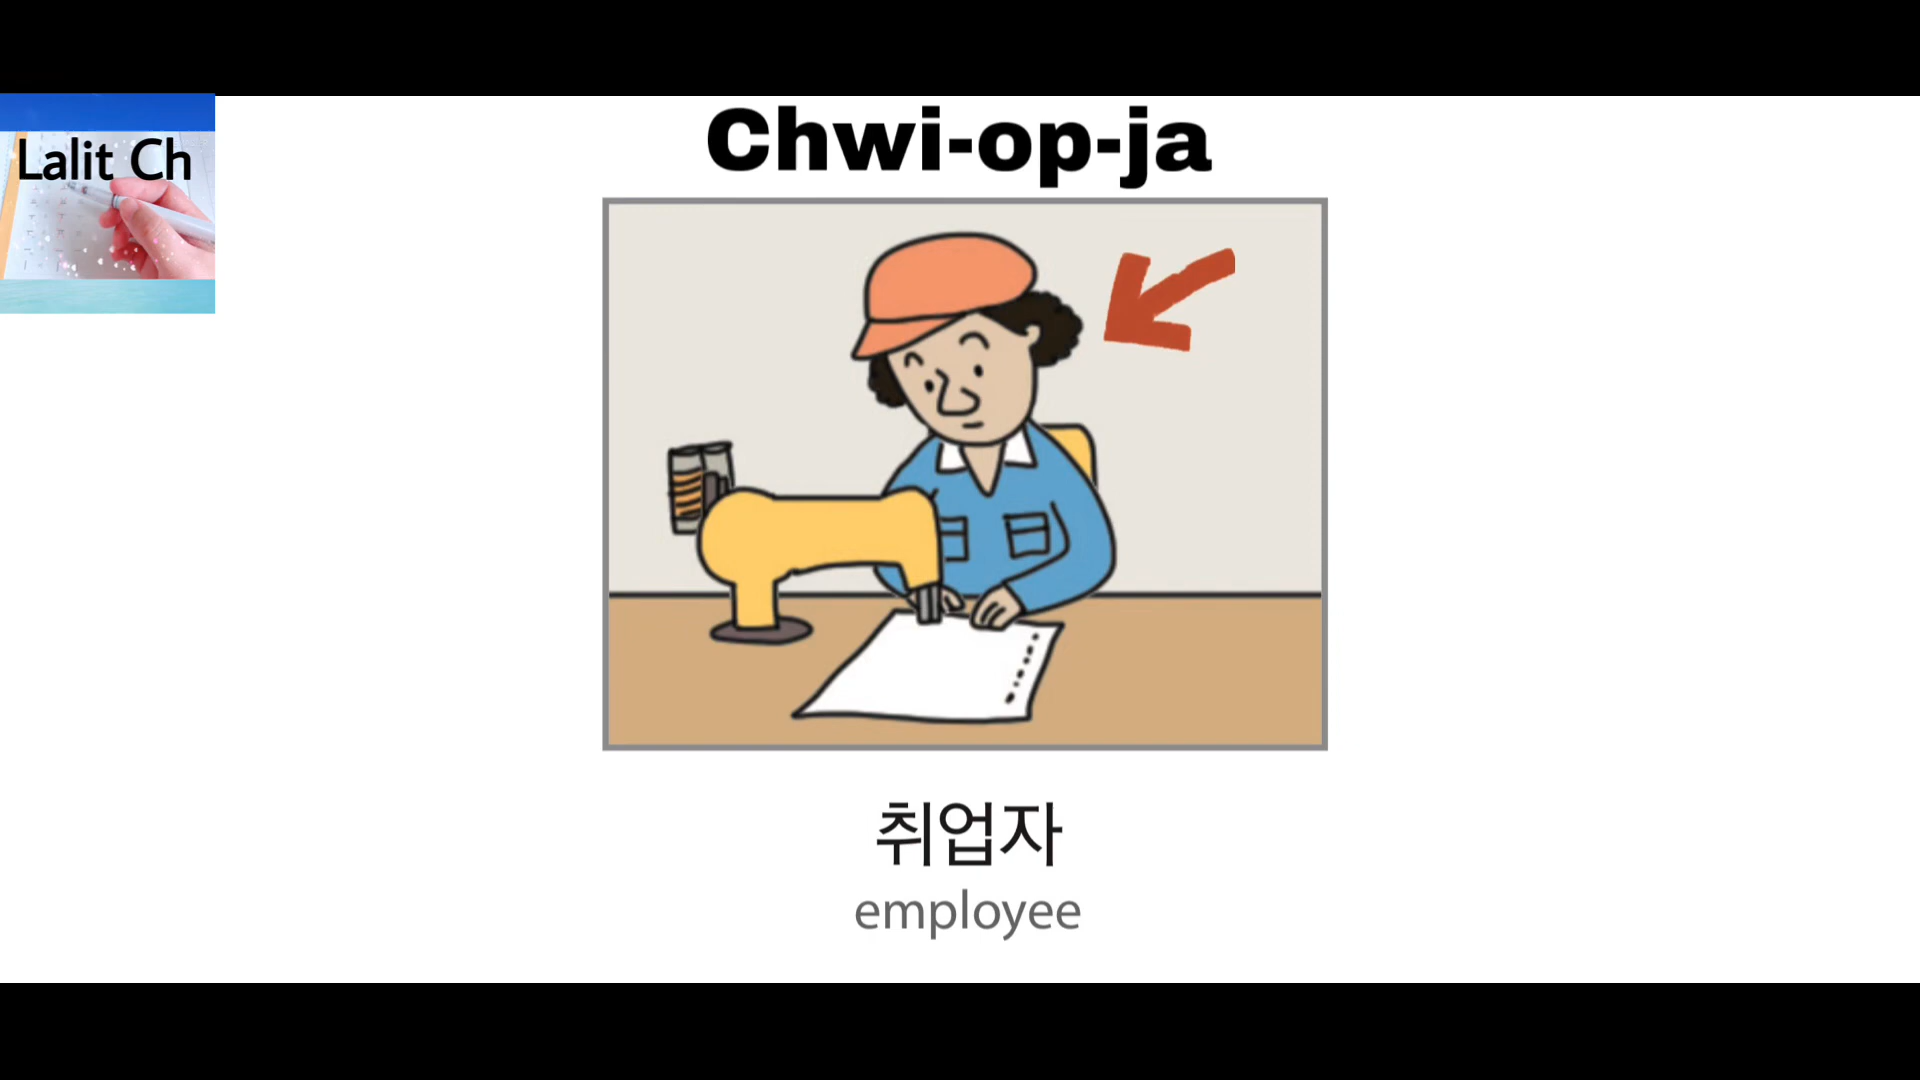 Lalit Ch
Chwi-op-ja
취업자
employee